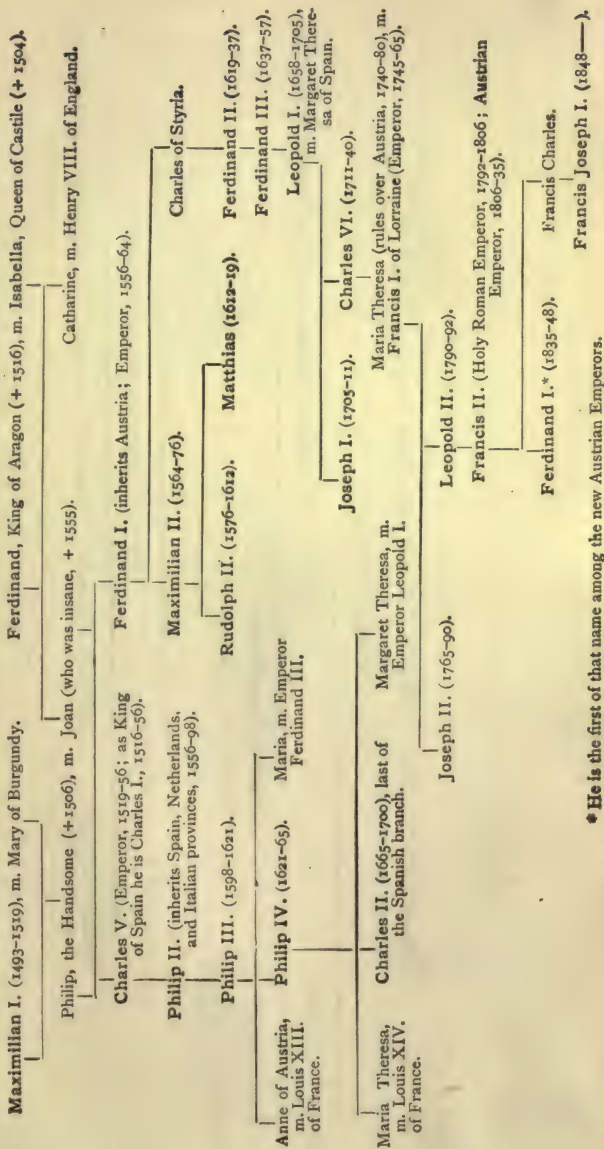 Maximilian I. (1493-1519), m. Mary of Burgundy.
Ferdinand, King of Aragon (+ 1516), m. Isabella, Queen of Castile (+ 1504).
Philip, the Handsome (+1506), m. Joan (who was insane, + 1555).
Catharine, m. Henry VIII. of England.
Charles V. (Emperor, 1519-56; as King
of Spain he is Charles I., 1516-56).
Ferdinand I. (inherits Austria; Emperor, 1556-64).
Philip II. (inherits Spain, Netherlands,
and Italian provinces, 1556-98).
Maximilian II. (1564-76).
Charles of Styria.
Philip III. (1598-1621).
Rudolph II. (1576-1612).
Matthias (1612-19).
Ferdinand II. (1619-37).
Ferdinand III. (1637-57).
Anne of Austria,
m. Louis XIII.
of France.
Philip IV. (1621-65).
Maria, m. Emperor
Ferdinand III.
Leopold I. (1658-1705),
m. Margaret There-
sa of Spain.
Maria Theresa,
m. Louis XIV.
of France.
Charles II. (1665-1700), last of
the Spanish branch.
Margaret Theresa, m.
Emperor Leopold I.
Joseph I. (1705-11).
Charles VI. (1711-40).
Maria Theresa (rules over Austria, 1740-80), m.
Francis I. of Lorraine (Emperor, 1745-65).
Joseph II. (1765-90).
Leopold II. (1790-92).
Francis II. (Holy Roman Emperor, 1792-1806; Austrian
Emperor, 1806-35).
Ferdinand I.* (1835-48).
Francis Charles.
Francis Joseph I. (1848——).
* He is the first of that name among the new Austrian Emperors.